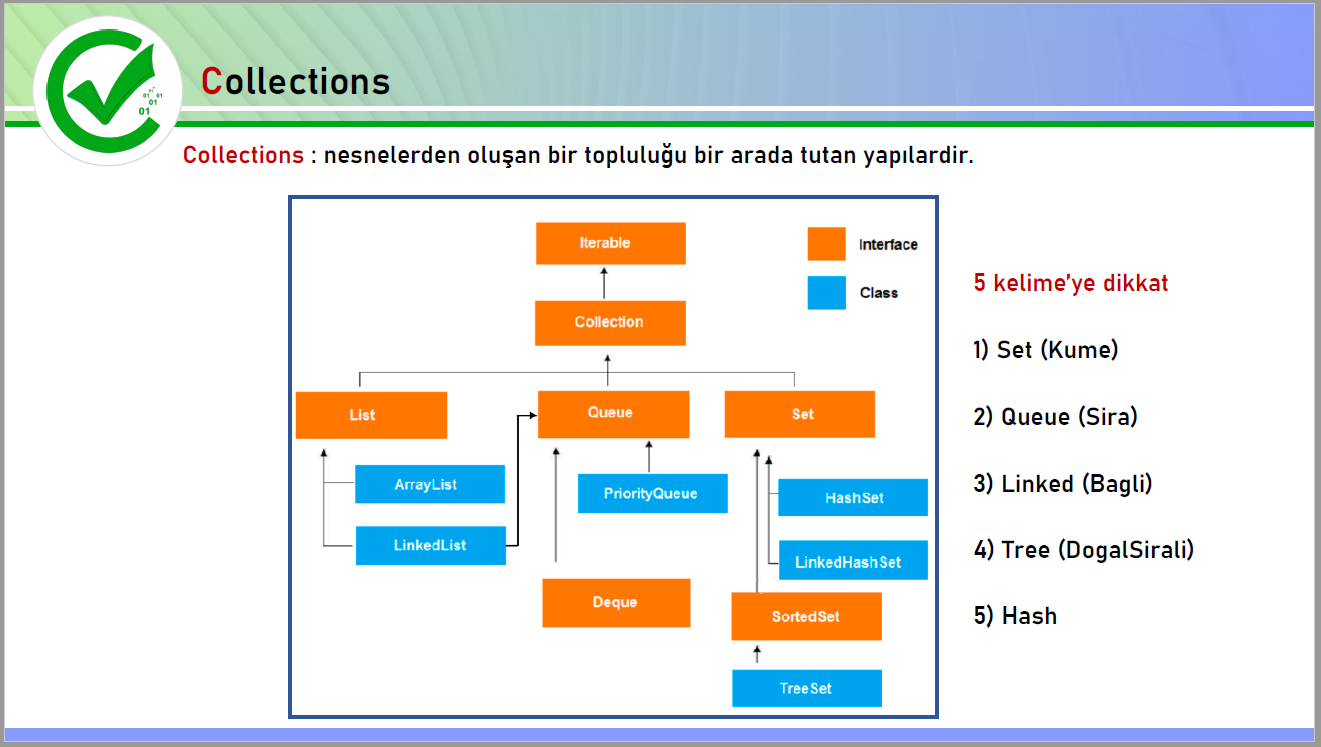 Collections
01 01
01
01
Collections : nesnelerden oluşan bir topluluğu bir arada tutan yapılardir.
Iterable
Interface
Class
Collection
List
Queue
Set
ArrayList
PriorityQueue
HashSet
LinkedList
LinkedHashSet
Deque
SortedSet
TreeSet
5 kelime’ye dikkat
1) Set (Kume)
2) Queue (Sira)
3) Linked (Bagli)
4) Tree (DogalSirali)
5) Hash